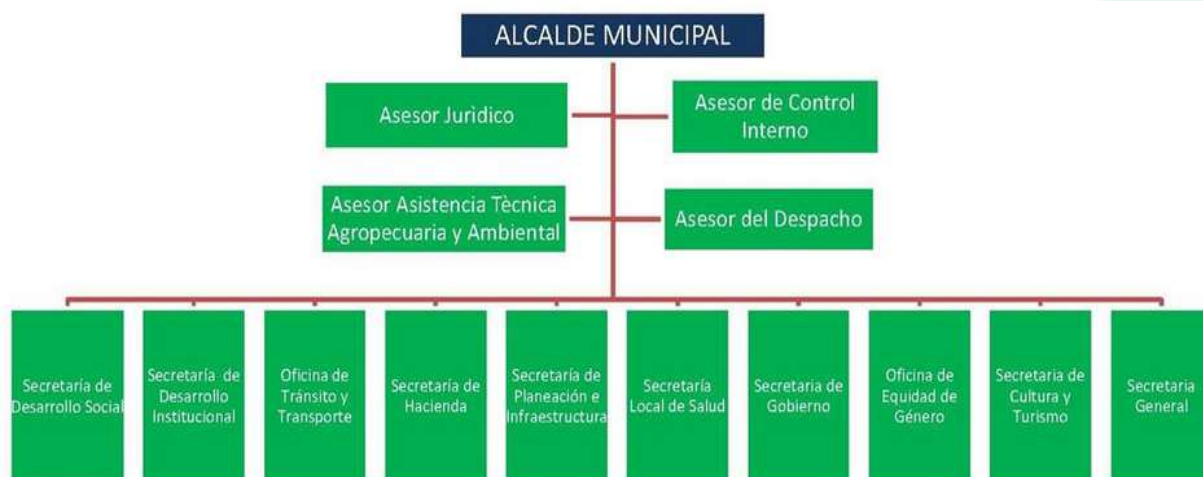 ALCALDE MUNICIPAL
Asesor Jurìdico
Asesor de Control
Interno
Asesor Asistencia Tècnica
Agropecuaria y Ambiental
Asesor del Despacho
Secretaría de
Desarrollo Social
Secretaría de
Desarrollo
Institucional
Oficina de
Tránsito y
Transporte
Secretaría de
Hacienda
Secretaría de
Planeación e
Infraestructura
Secretaría
Local de Salud
Secretaria de
Gobierno
Oficina de
Equidad de
Género
Secretaria de
Cultura y
Turismo
Secretaria
General